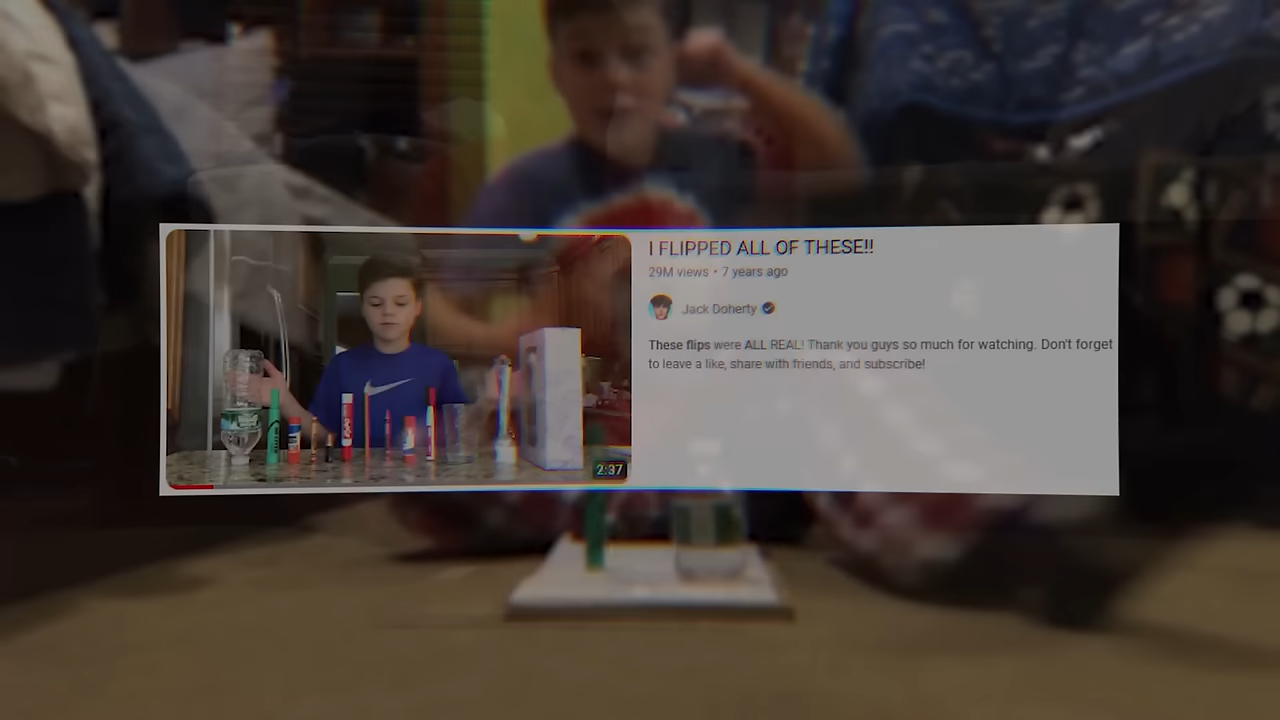 I FLIPPED ALL OF THESE!!
29M views • 7 years ago
Jack Doherty
These flips were ALL REAL! Thank you guys so much for watching. Don't forget
to leave a like, share with friends, and subscribe!
2:37